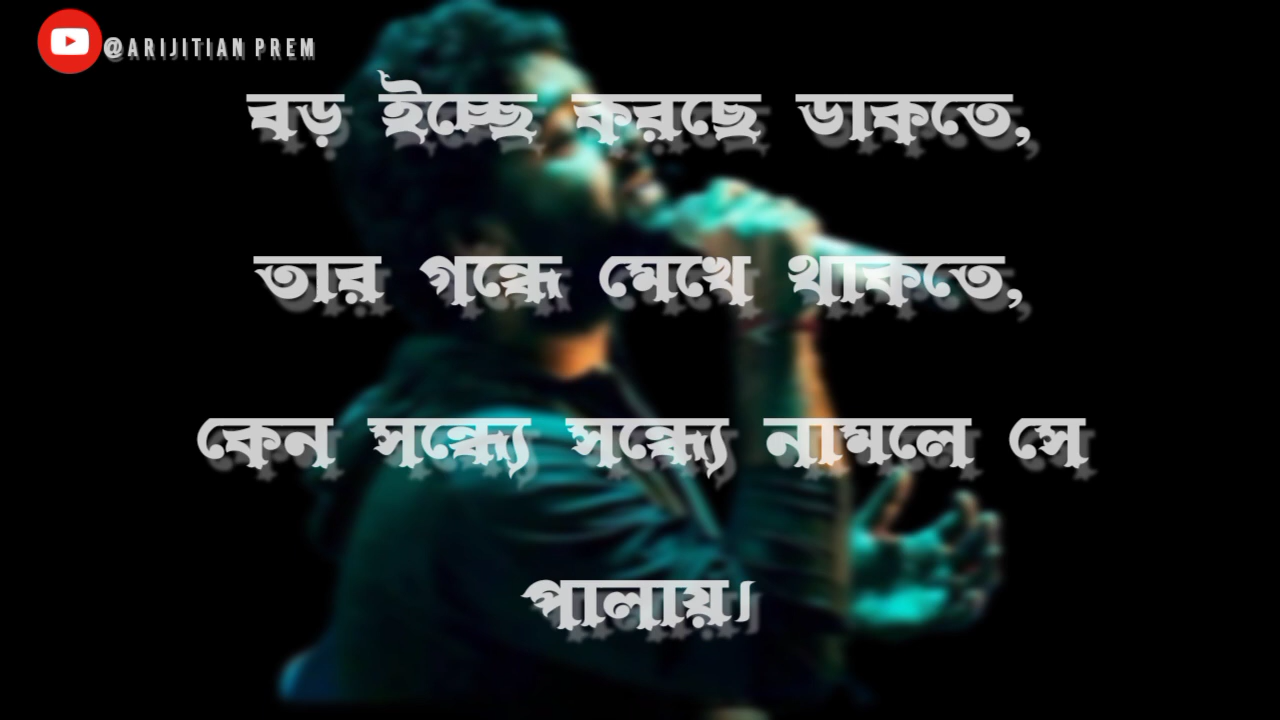 @ARIJITIAN PREM
বড় ইচ্ছে করছে ডাকতে,
তার গন্ধে মেখে থাকতে,
কেন সন্ধ্যে সন্ধ্যে নামলে সে
পালায়।